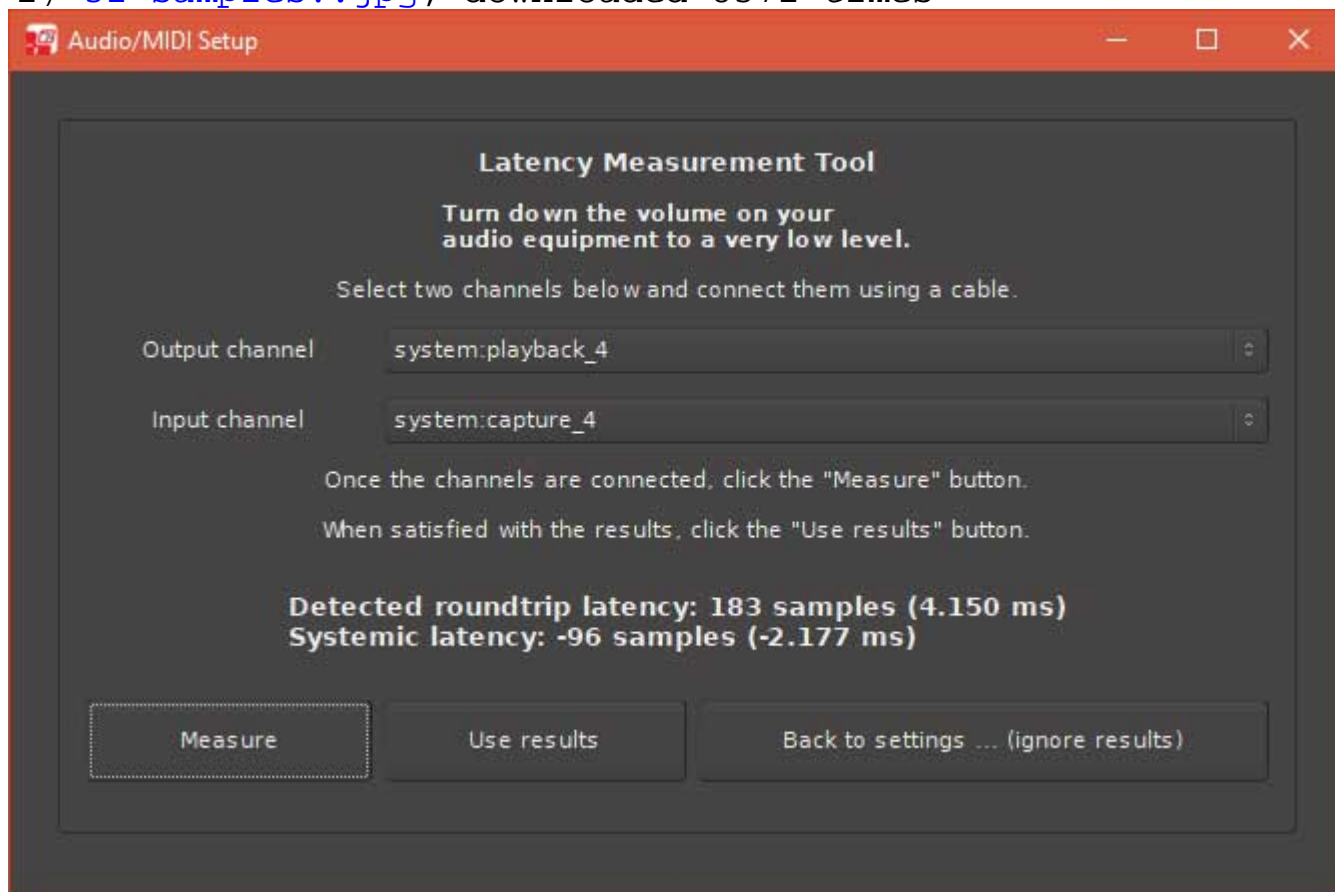 Audio/MIDI Setup
Latency Measurement Tool
Turn down the volume on your
audio equipment to a very low level.
Select two channels below and connect them using a cable.
Output channel system:playback_4
Input channel system:capture_4
Once the channels are connected, click the "Measure" button.
When satisfied with the results, click the "Use results" button.
Detected roundtrip latency: 183 samples (4.150 ms)
Systemic latency: -96 samples (-2.177 ms)
Measure Use results Back to settings ... (ignore results)